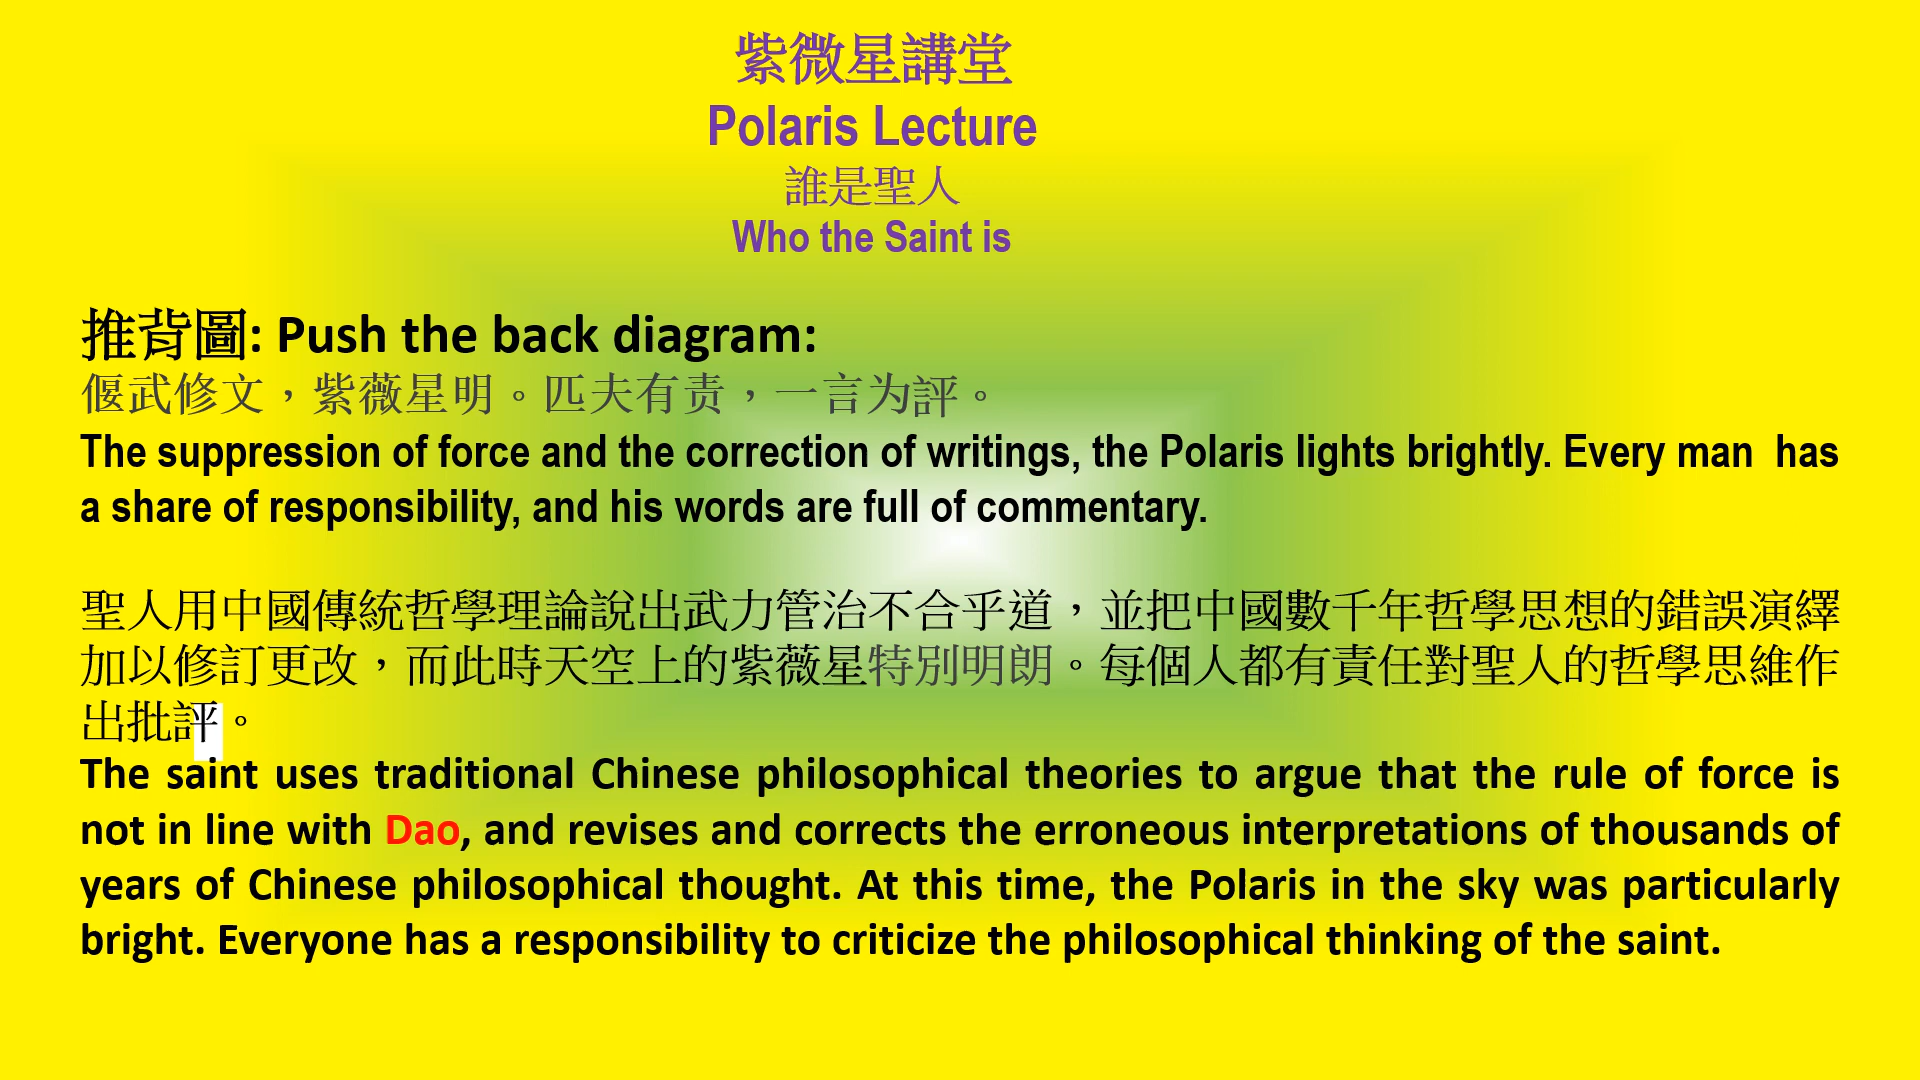 紫微星講堂
Polaris Lecture
誰是聖人
Who the Saint is
推背圖: Push the back diagram:
偃武修文，紫薇星明。匹夫有责，一言为評。
The suppression of force and the correction of writings, the Polaris lights brightly. Every man  has
a share of responsibility, and his words are full of commentary.
聖人用中國傳統哲學理論說出武力管治不合乎道，並把中國數千年哲學思想的錯誤演繹
加以修訂更改，而此時天空上的紫薇星特別明朗。每個人都有責任對聖人的哲學思維作
出批評。
The saint uses traditional Chinese philosophical theories to argue that the rule of force is
not in line with Dao, and revises and corrects the erroneous interpretations of thousands of
years of Chinese philosophical thought. At this time, the Polaris in the sky was particularly
bright. Everyone has a responsibility to criticize the philosophical thinking of the saint.